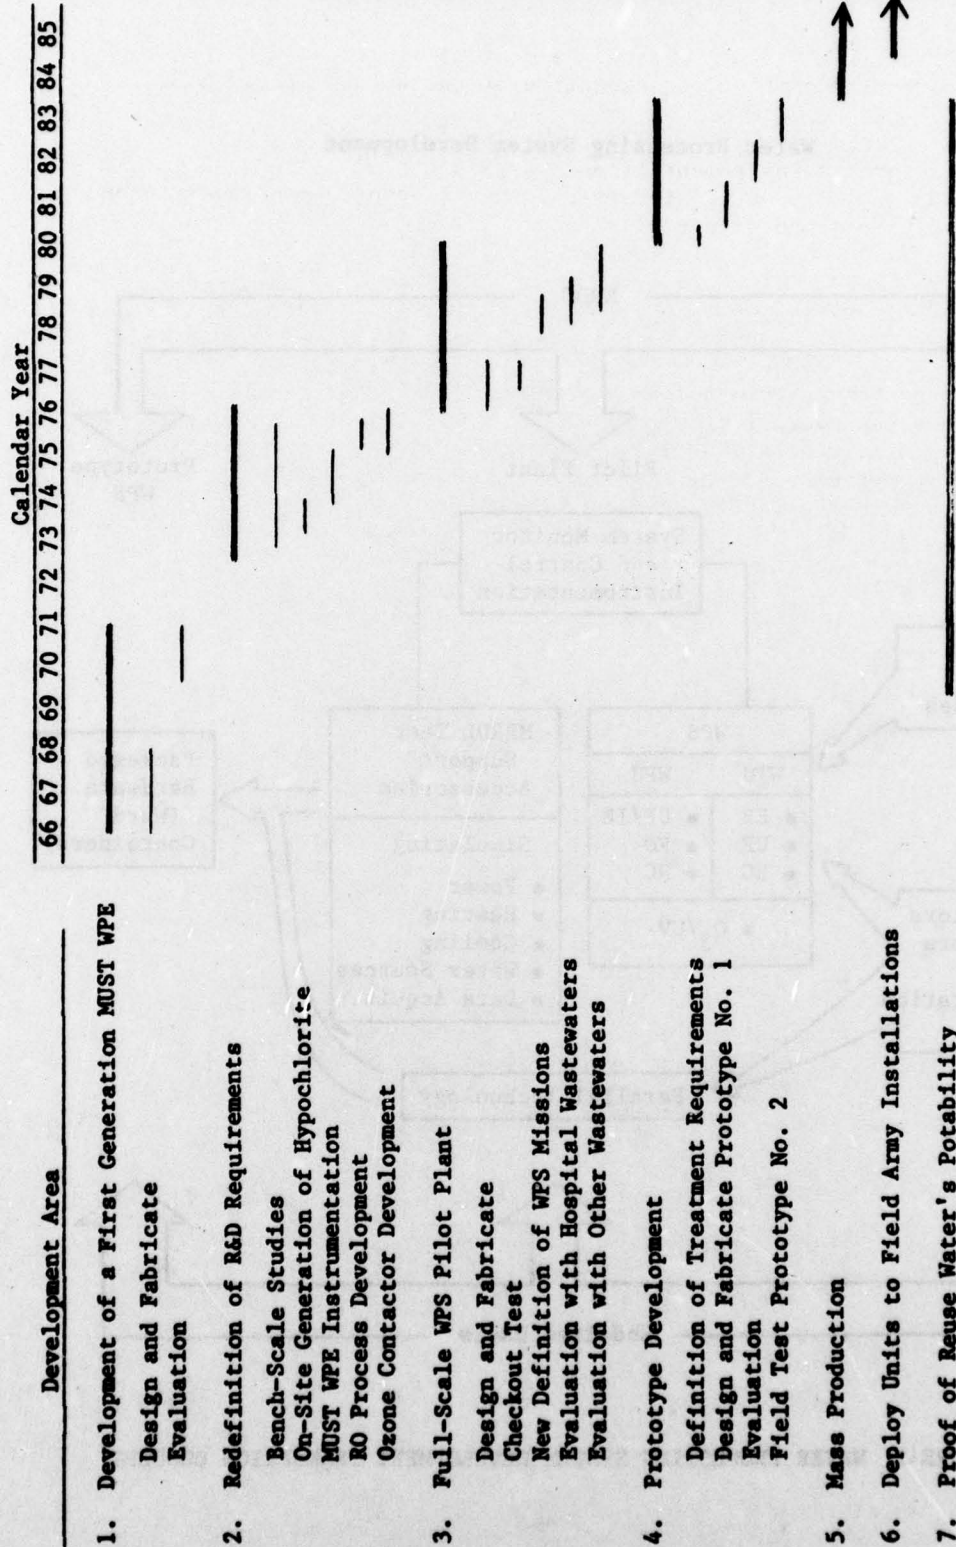 Calendar Year
Development Area 66 67 68 69 70 71 72 73 74 75 76 77 78 79 80 81 82 83 84 85
1. Development of a First Generation MUST WPE
Design and Fabricate
Evaluation
2. Redefinition of R&D Requirements
Bench-Scale Studies
On-Site Generation of Hypochlorite
MUST WPE Instrumentation
RO Process Development
Ozone Contactor Development
3. Full-Scale WPS Pilot Plant
Design and Fabricate
Checkout Test
New Definition of WPS Missions
Evaluation with Hospital Wastewaters
Evaluation with Other Wastewaters
4. Prototype Development
Definition of Treatment Requirements
Design and Fabricate Prototype No. 1
Evaluation
Field Test Prototype No. 2
5. Mass Production
6. Deploy Units to Field Army Installations
7. Proof of Reuse Water's Potability